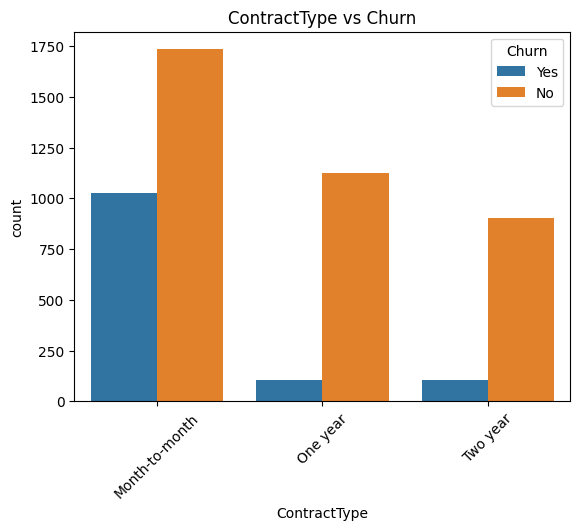 ContractType vs Churn
Churn
Yes
No
1750
1500
1250
1000
750
500
250
0
count
Month-to-month
One year
Two year
ContractType